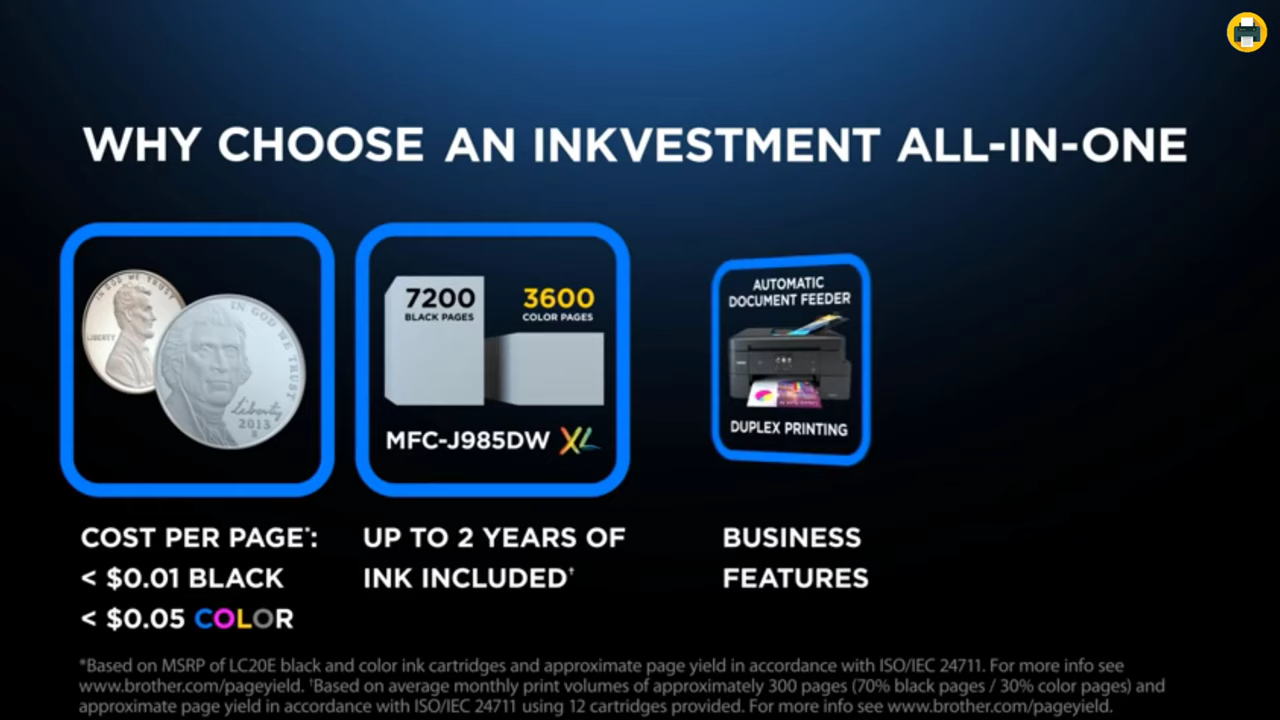 WHY CHOOSE AN INKVESTMENT ALL-IN-ONE
IN GOD WE TRUST
LIBERTY
IN GOD WE TRUST
Liberty
2013
S
7200
BLACK PAGES
3600
COLOR PAGES
MFC-J985DW XL
AUTOMATIC
DOCUMENT FEEDER
DUPLEX PRINTING
COST PER PAGE*:
< $0.01 BLACK
< $0.05 COLOR
UP TO 2 YEARS OF
INK INCLUDED†
BUSINESS
FEATURES
*Based on MSRP of LC20E black and color ink cartridges and approximate page yield in accordance with ISO/IEC 24711. For more info see
www.brother.com/pageyield. †Based on average monthly print volumes of approximately 300 pages (70% black pages / 30% color pages) and
approximate page yield in accordance with ISO/IEC 24711 using 12 cartridges provided. For more info see www.brother.com/pageyield.